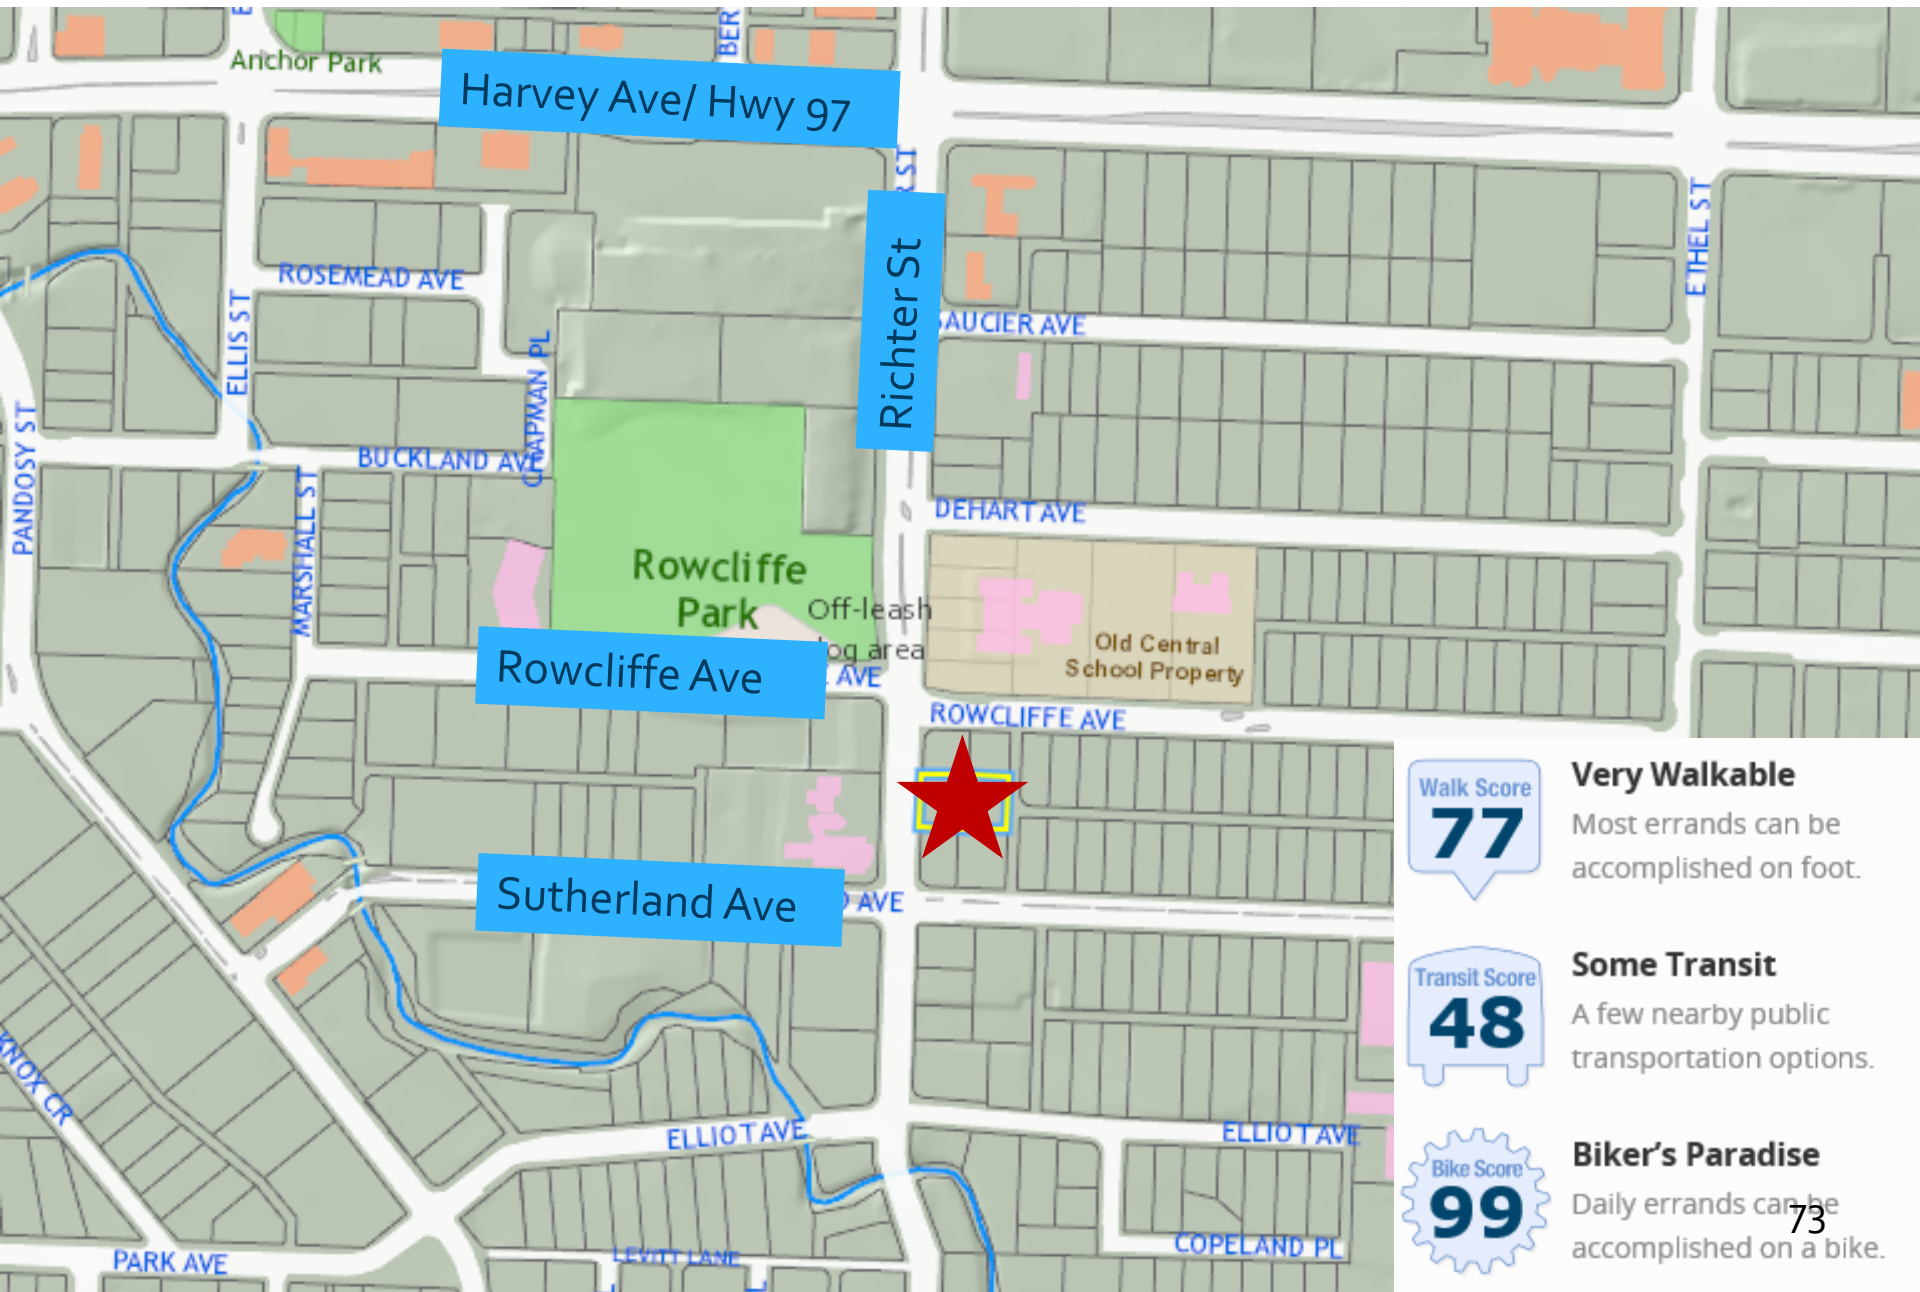 BER
Anchor Park
Harvey Ave/ Hwy 97
ST
Richter St
ETHEL ST
ROSEMEAD AVE
ELLIS ST
SAUCIER AVE
CHAPMAN PL
PANDOSY ST
BUCKLAND AVE
MARSHALL ST
DEHART AVE
Rowcliffe
Park
Off-leash
dog area
Old Central
School Property
Rowcliffe Ave
AVE
ROWCLIFFE AVE
Sutherland Ave
AVE
KNOX CR
ELLIOT AVE
ELLIOT AVE
PARK AVE
LEVITT LANE
COPELAND PL
Walk Score
77
Very Walkable
Most errands can be
accomplished on foot.
Transit Score
48
Some Transit
A few nearby public
transportation options.
Bike Score
99
Biker's Paradise
Daily errands can be
accomplished on a bike.
73